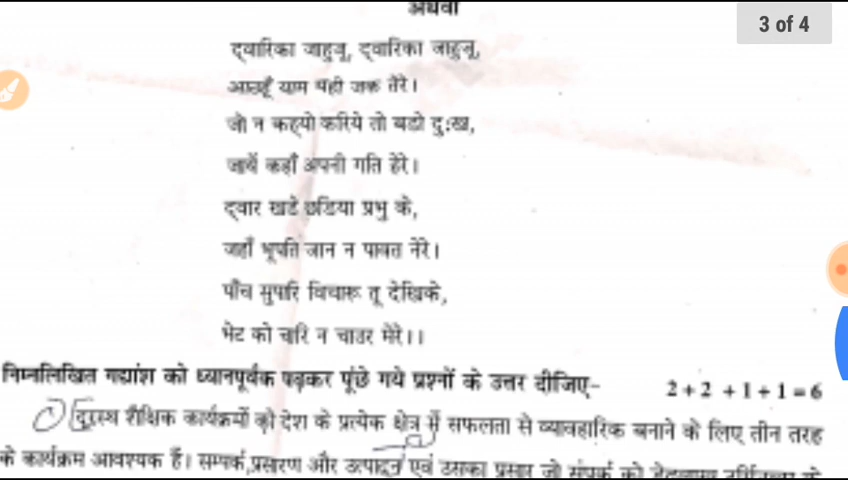 अथवा
3 of 4
द्वारिका जाहुजू, द्वारिका जाहुजू,
आठहूँ याम यही जक तेरे।
जो न कह्यो करिये तो बडो दुःख,
जायें कहाँ अपनी गति हेरे।
द्वार खडे छडिया प्रभु के,
जहाँ भूपति जान न पावत नेरे।
पाँच सुपारि विचारू तू देखिके,
भेट को चारि न चाउर मेरे।।
निम्नलिखित गद्यांश को ध्यानपूर्वक पढ़कर पूंछे गये प्रश्नों के उत्तर दीजिए- 2+2 +1+1=6
दूरस्थ शैक्षिक कार्यक्रमों को देश के प्रत्येक क्षेत्र में सफलता से व्यावहारिक बनाने के लिए तीन तरह
के कार्यक्रम आवश्यक हैं। सम्पर्क,प्रसारण और उत्पादन एवं उसका प्रसार जो संपर्क को